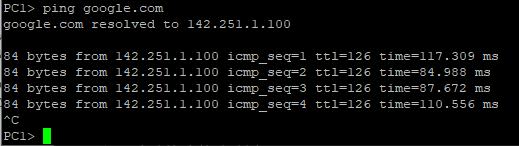 PC1> ping google.com
google.com resolved to 142.251.1.100
84 bytes from 142.251.1.100 icmp_seq=1 ttl=126 time=117.309 ms
84 bytes from 142.251.1.100 icmp_seq=2 ttl=126 time=84.988 ms
84 bytes from 142.251.1.100 icmp_seq=3 ttl=126 time=87.672 ms
84 bytes from 142.251.1.100 icmp_seq=4 ttl=126 time=110.556 ms
^C
PC1>